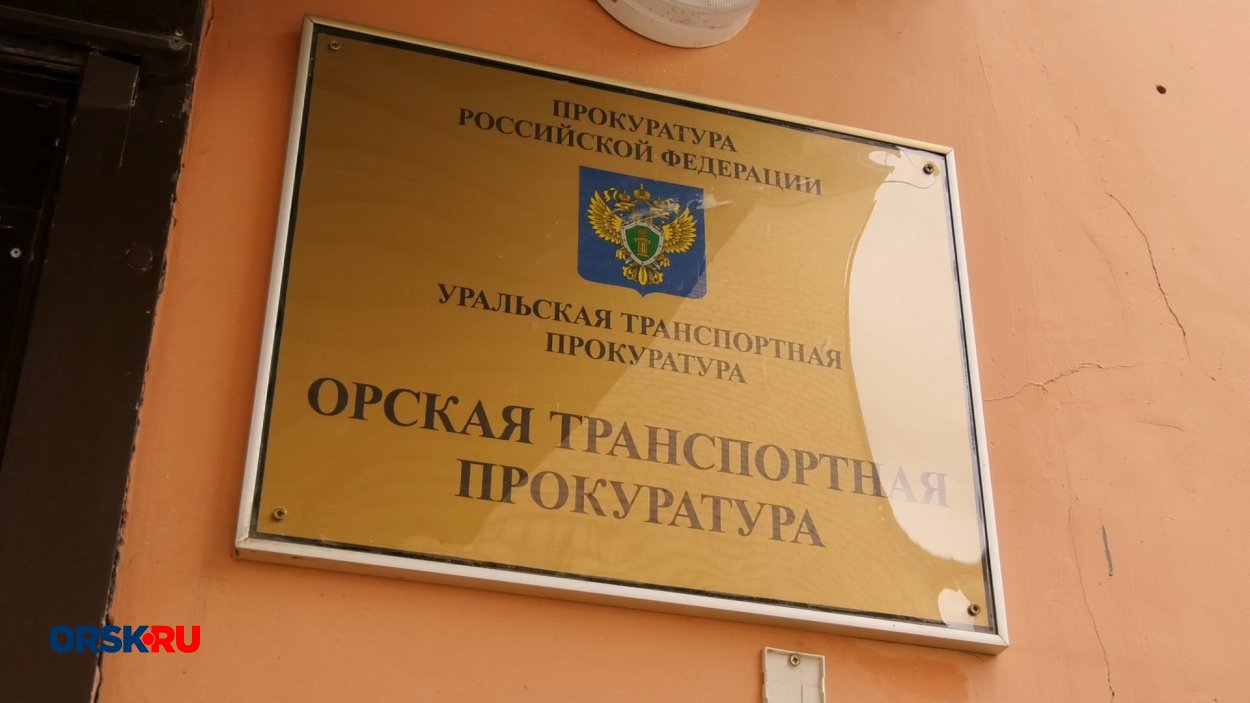 ПРОКУРАТУРА
РОССИЙСКОЙ ФЕДЕРАЦИИ
УРАЛЬСКАЯ ТРАНСПОРТНАЯ
ПРОКУРАТУРА
ОРСКАЯ ТРАНСПОРТНАЯ
ПРОКУРАТУРА
ORSK.RU